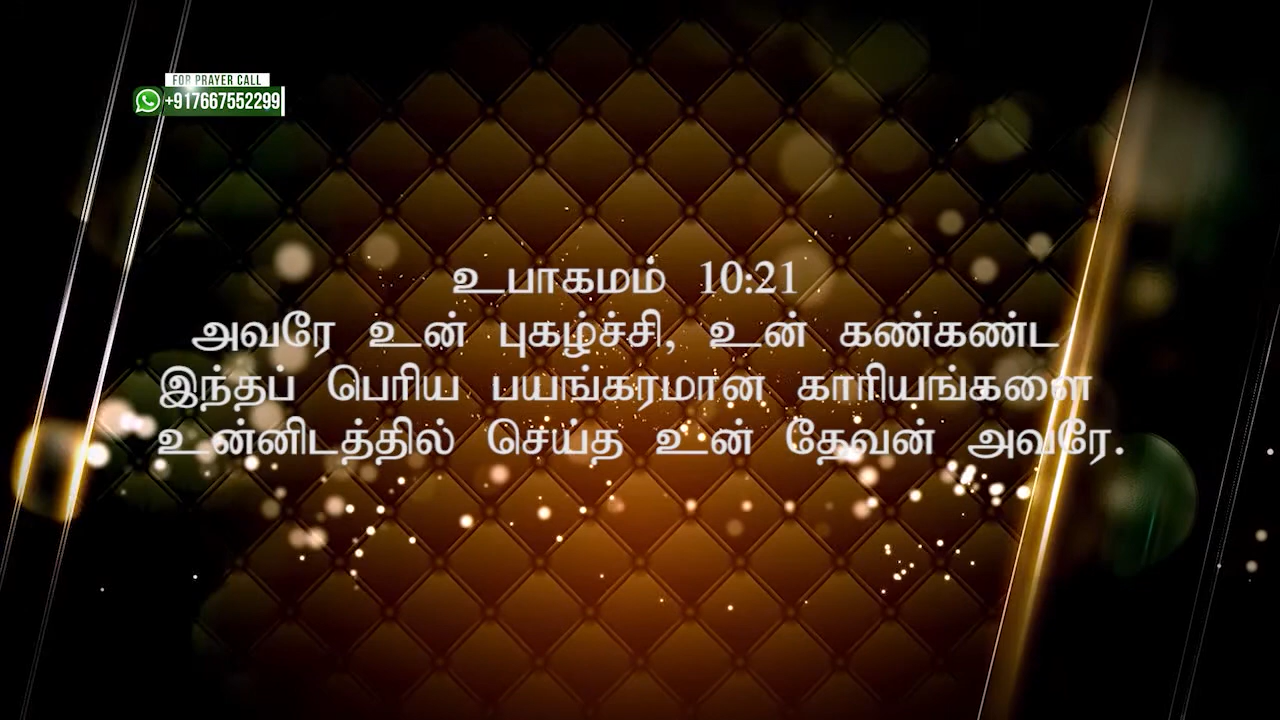 FOR PRAYER CALL
+917667552299
உபாகமம் 10:21
அவரே உன் புகழ்ச்சி, உன் கண்கண்ட
இந்தப் பெரிய பயங்கரமான காரியங்களை
உன்னிடத்தில் செய்த உன் தேவன் அவரே.